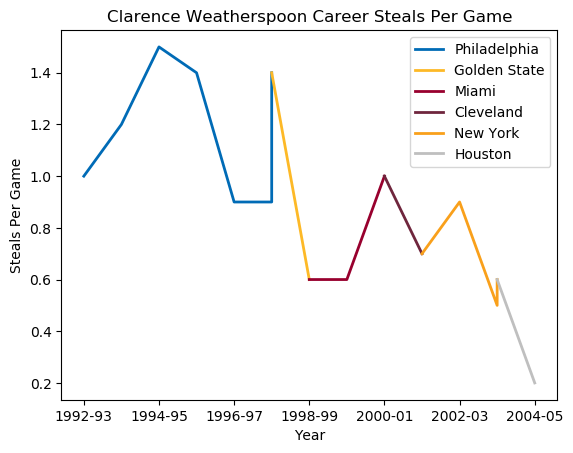 Clarence Weatherspoon Career Steals Per Game
Philadelphia
Golden State
Miami
Cleveland
New York
Houston
Steals Per Game
1.4
1.2
1.0
0.8
0.6
0.4
0.2
1992-93 1994-95 1996-97 1998-99 2000-01 2002-03 2004-05
Year